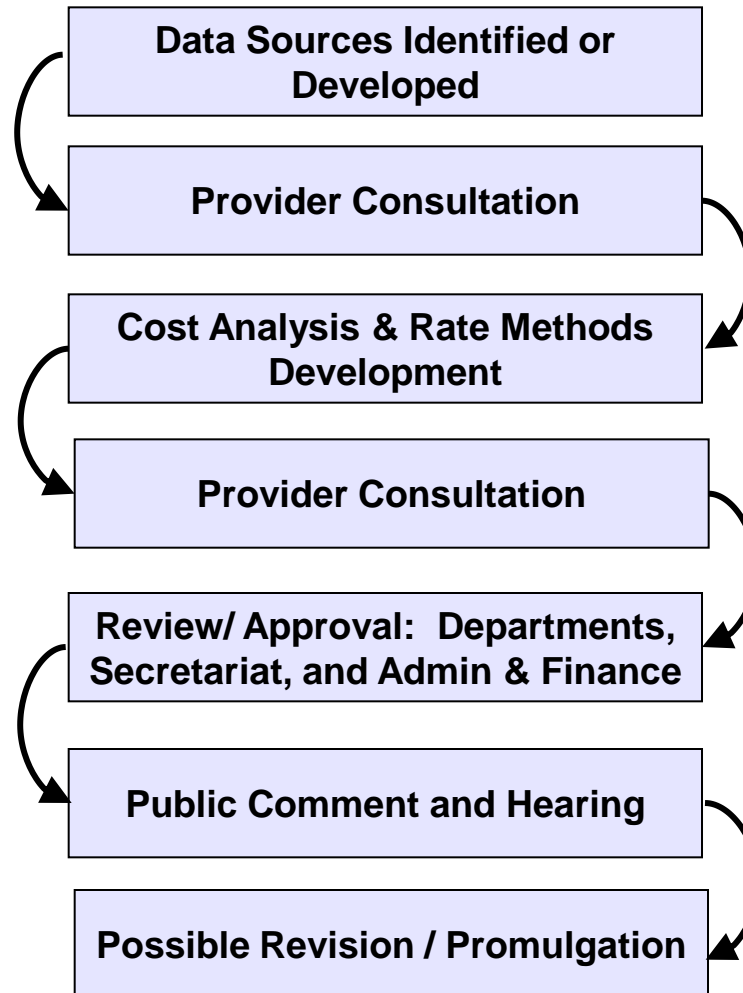 Data Sources Identified or
Developed
Provider Consultation
Cost Analysis & Rate Methods
Development
Provider Consultation
Review/ Approval:  Departments,
Secretariat, and Admin & Finance
Public Comment and Hearing
Possible Revision / Promulgation